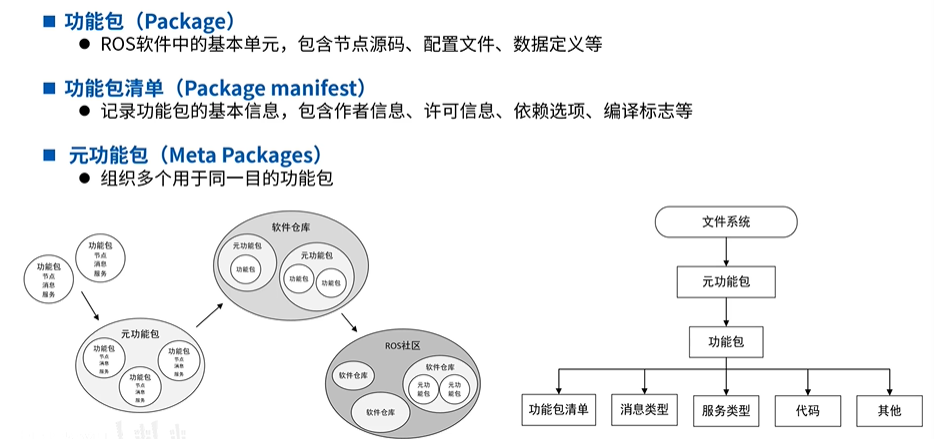 功能包（Package）
ROS软件中的基本单元，包含节点源码、配置文件、数据定义等
功能包清单（Package manifest）
记录功能包的基本信息，包含作者信息、许可信息、依赖选项、编译标志等
元功能包（Meta Packages）
组织多个用于同一目的功能包
功能包
节点
消息
服务
功能包
节点
消息
服务
元功能包
功能包
节点
消息
服务
功能包
节点
消息
服务
功能包
节点
消息
服务
软件仓库
元功能包
功能包
元功能包
功能包
功能包
ROS社区
软件仓库
软件仓库
软件仓库
元功
能包
元功
能包
文件系统
元功能包
功能包
功能包清单
消息类型
服务类型
代码
其他